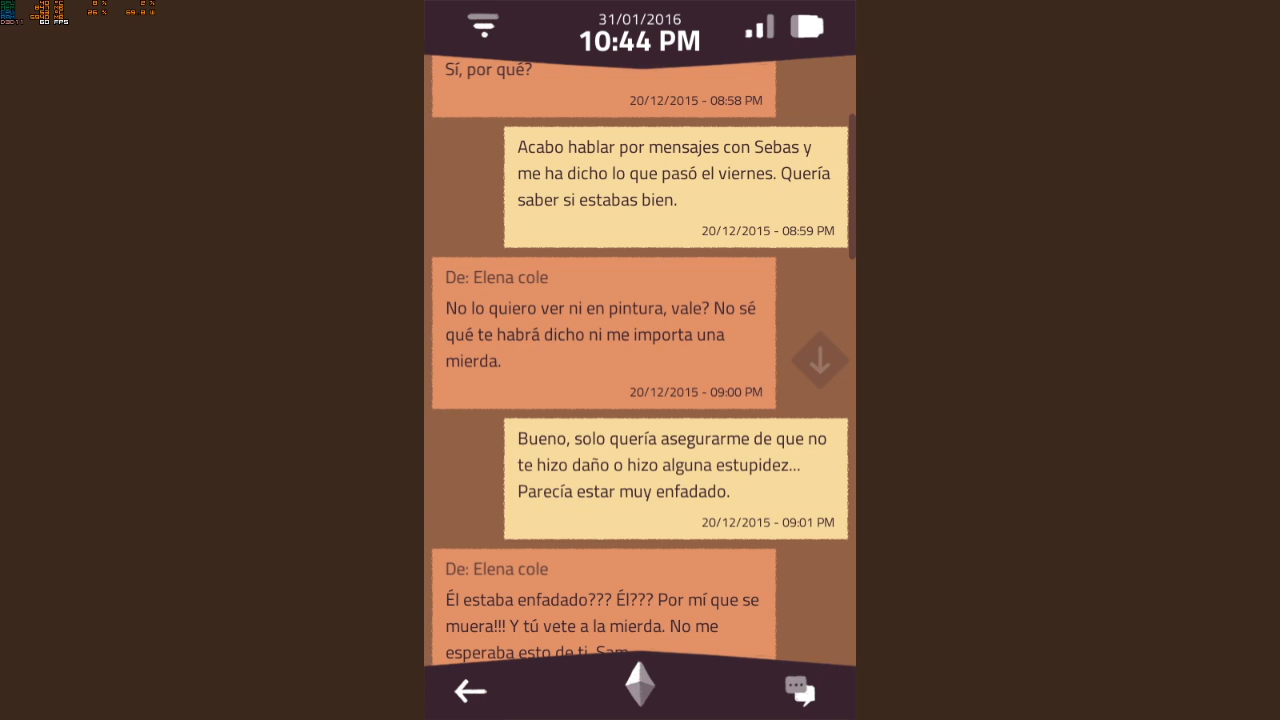 31/01/2016
10:44 PM
Sí, por qué?
20/12/2015 - 08:58 PM
Acabo hablar por mensajes con Sebas y
me ha dicho lo que pasó el viernes. Quería
saber si estabas bien.
20/12/2015 - 08:59 PM
De: Elena cole
No lo quiero ver ni en pintura, vale? No sé
qué te habrá dicho ni me importa una
mierda.
20/12/2015 - 09:00 PM
Bueno, solo quería asegurarme de que no
te hizo daño o hizo alguna estupidez...
Parecía estar muy enfadado.
20/12/2015 - 09:01 PM
De: Elena cole
Él estaba enfadado??? Él??? Por mí que se
muera!!! Y tú vete a la mierda. No me
esperaba esto de ti, Sam